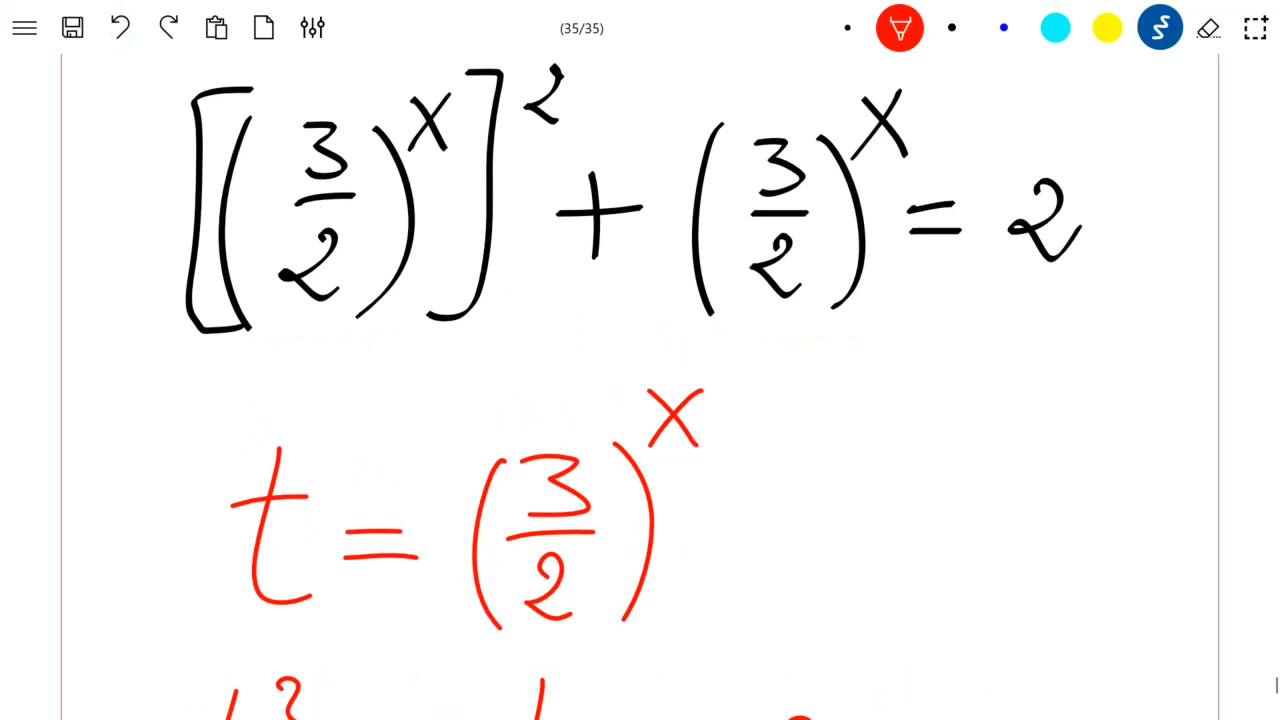 (35/35)
[(3/2)^x]^2 + (3/2)^x = 2
t = (3/2)^x